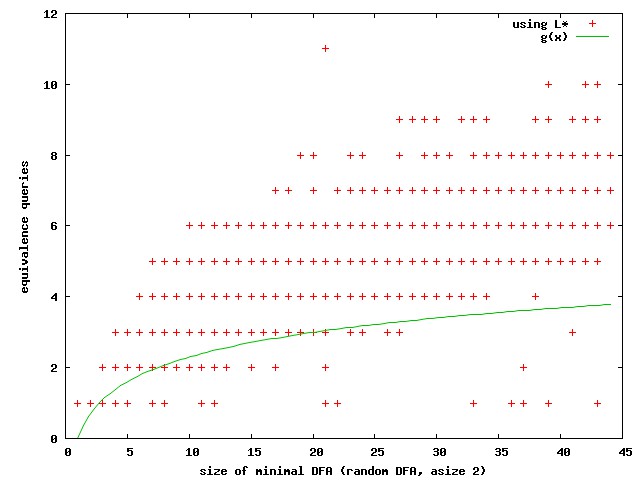 12
10
8
6
4
2
0
equivalence queries
using L*
g(x)
0 5 10 15 20 25 30 35 40 45
size of minimal DFA (random DFA, asize 2)